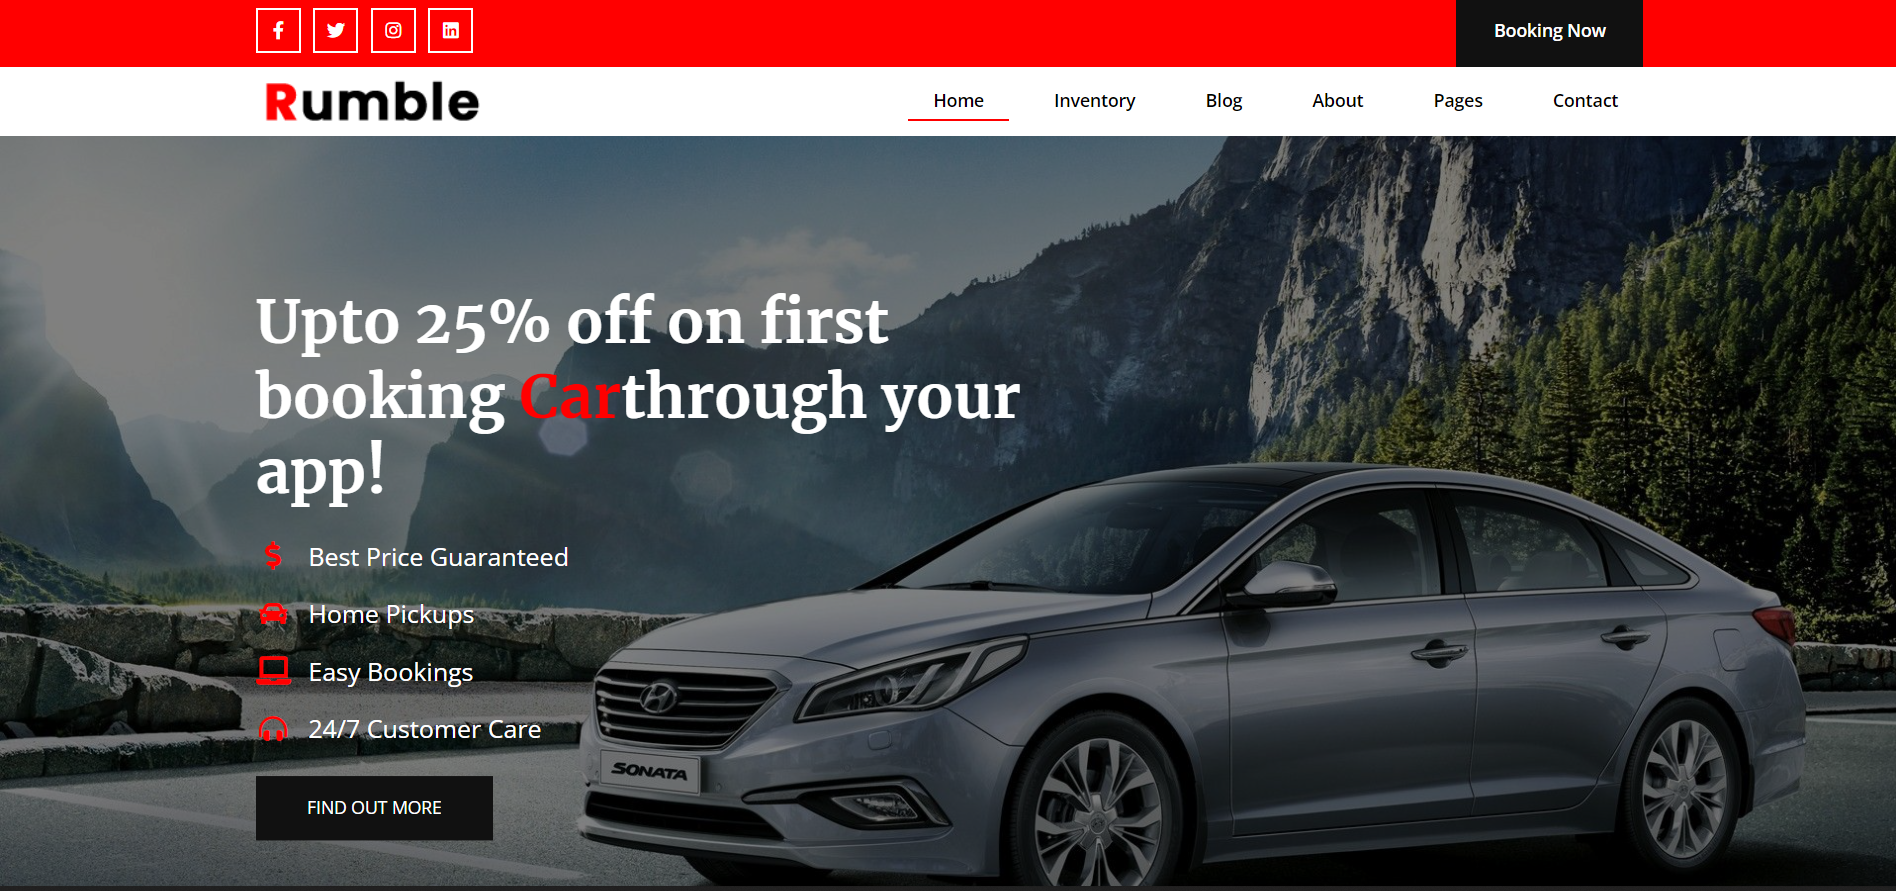 Booking Now
Rumble
Home Inventory Blog About Pages Contact
Upto 25% off on first
booking Carthrough your
app!
Best Price Guaranteed
Home Pickups
Easy Bookings
24/7 Customer Care
SONATA
FIND OUT MORE